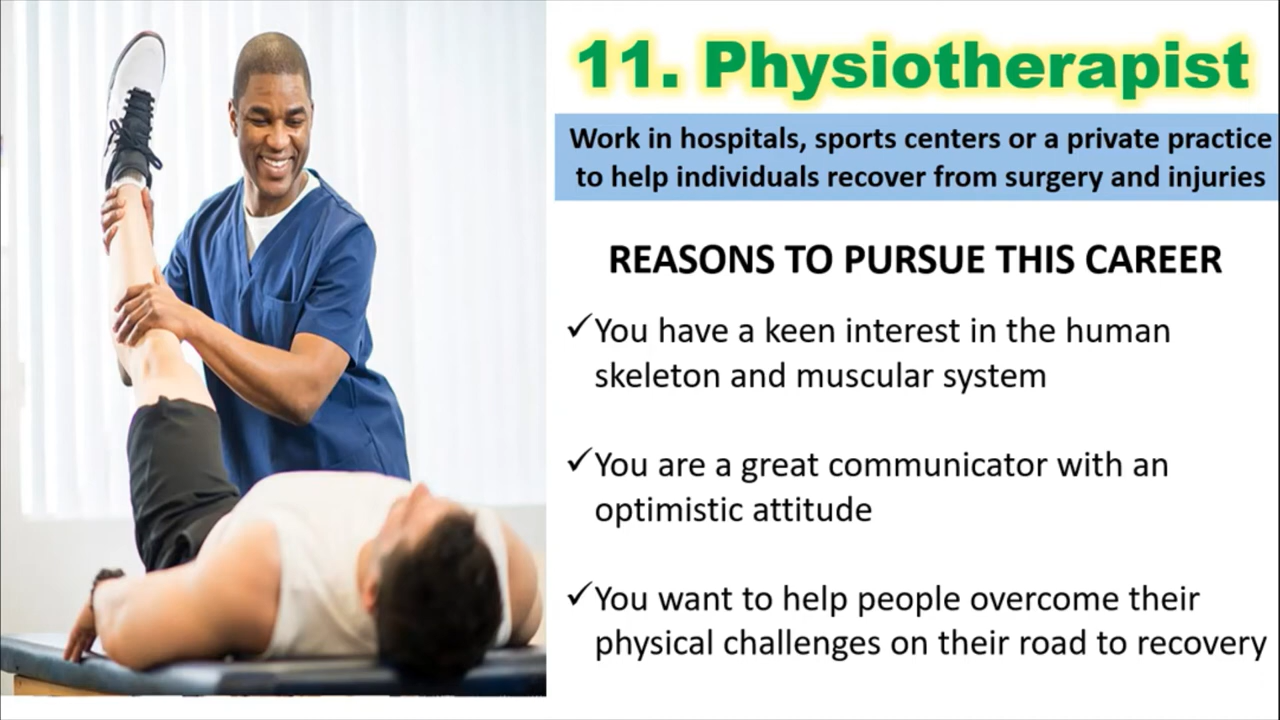 11. Physiotherapist
Work in hospitals, sports centers or a private practice
to help individuals recover from surgery and injuries
REASONS TO PURSUE THIS CAREER
✓You have a keen interest in the human
skeleton and muscular system
✓You are a great communicator with an
optimistic attitude
✓You want to help people overcome their
physical challenges on their road to recovery